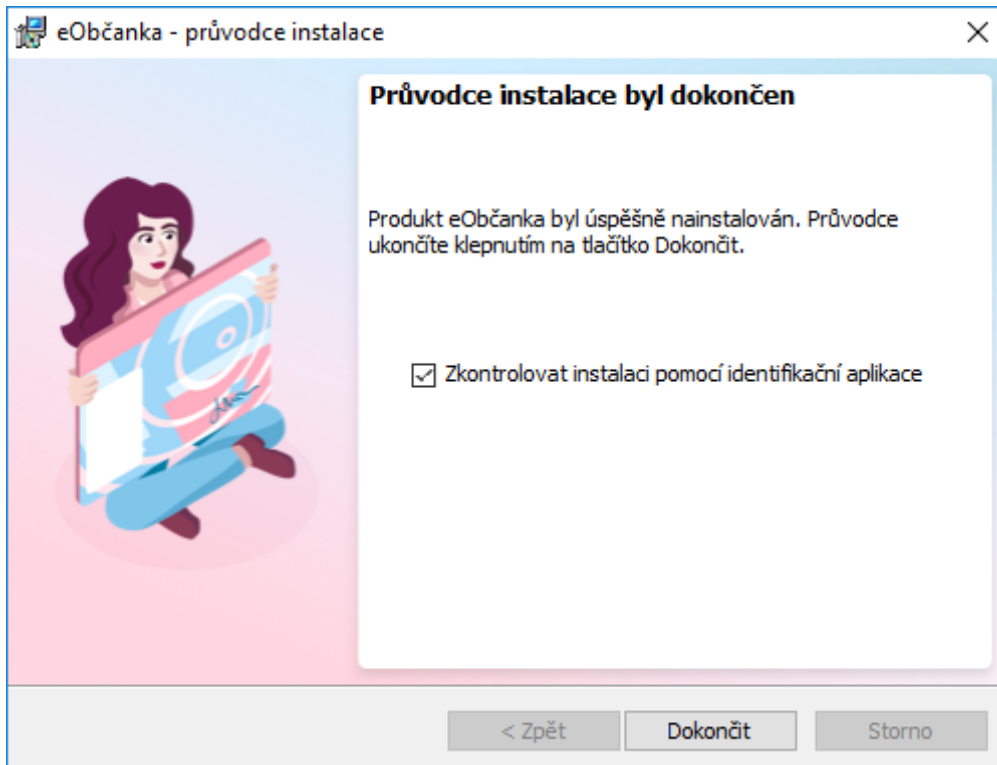 eObčanka - průvodce instalace
Průvodce instalace byl dokončen
Produkt eObčanka byl úspěšně nainstalován. Průvodce
ukončíte klepnutím na tlačítko Dokončit.
Zkontrolovat instalaci pomocí identifikační aplikace
< Zpět
Dokončit
Storno